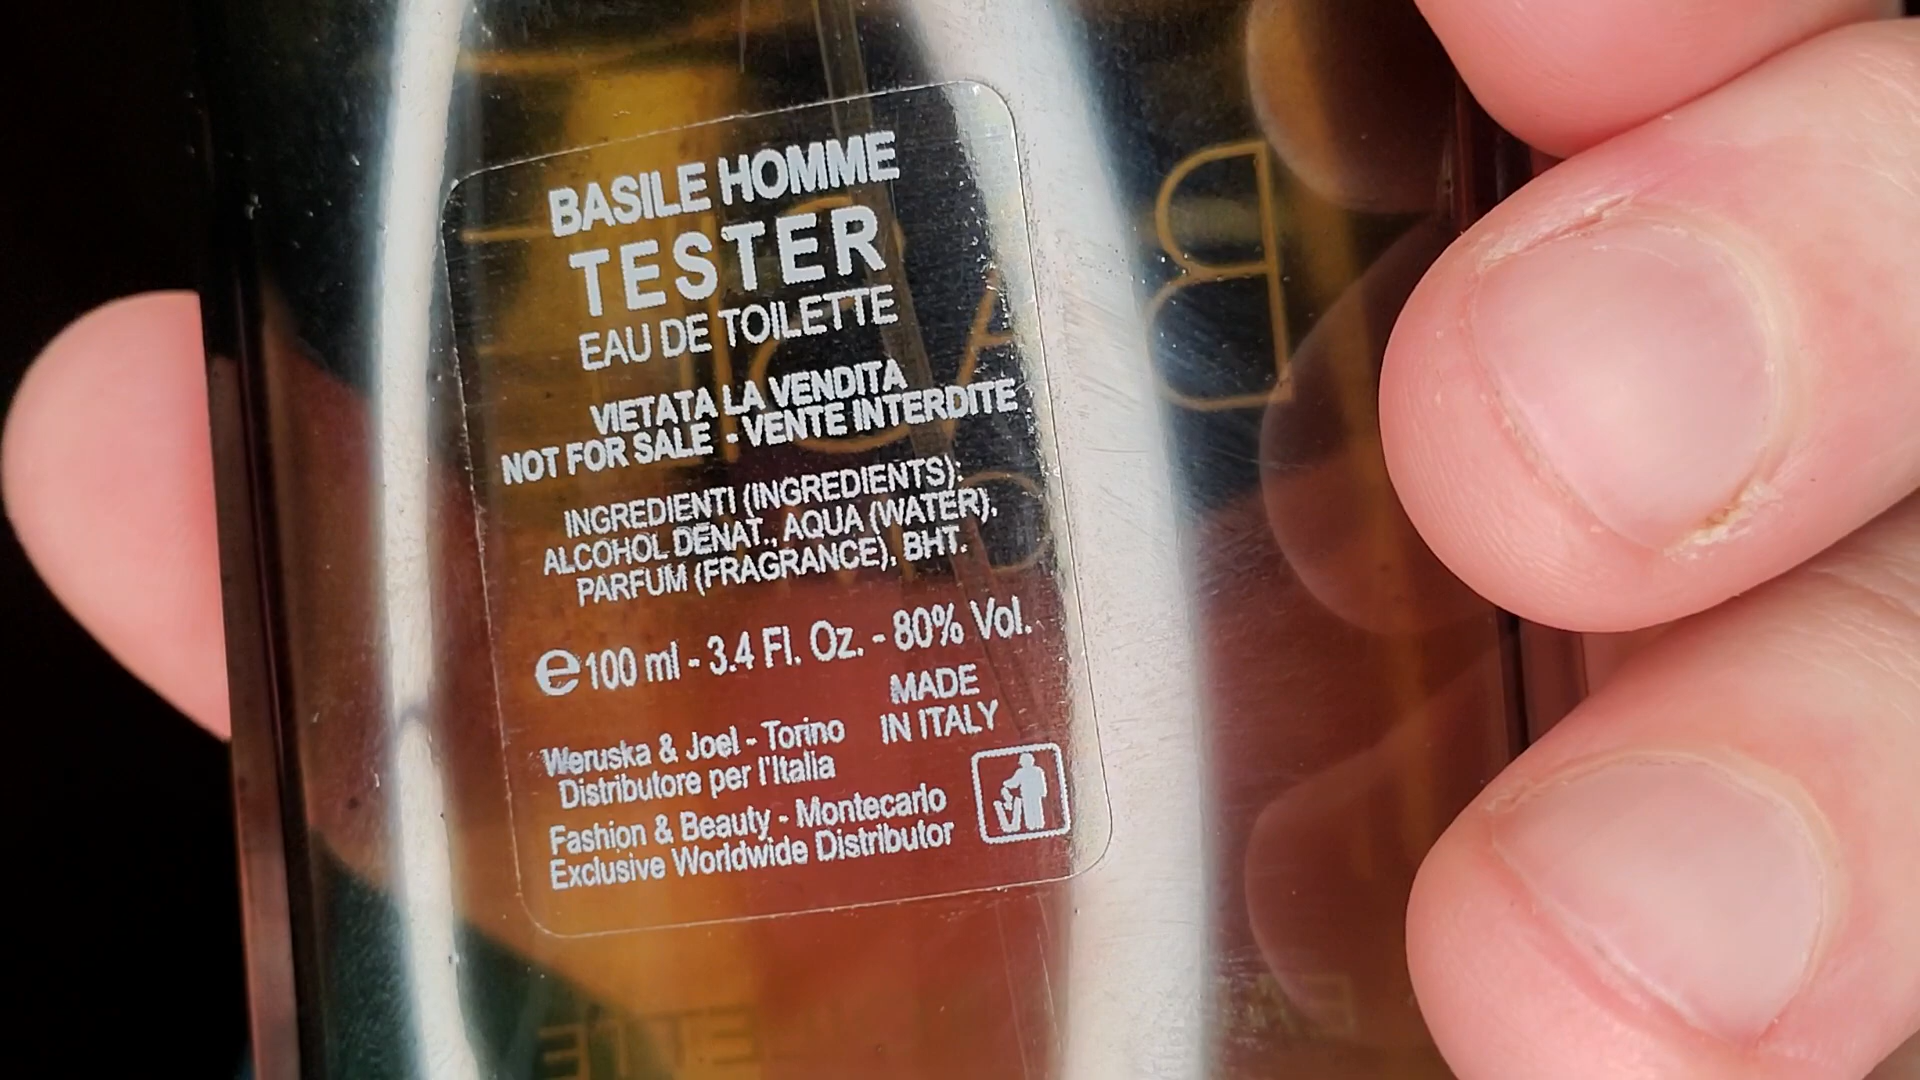 BASILE HOMME
TESTER
EAU DE TOILETTE
VIETATA LA VENDITA
NOT FOR SALE - VENTE INTERDITE
INGREDIENTI (INGREDIENTS):
ALCOHOL DENAT., AQUA (WATER),
PARFUM (FRAGRANCE), BHT.
e 100 ml - 3.4 Fl. Oz. - 80% Vol.
MADE
IN ITALY
Weruska & Joel - Torino
Distributore per l'Italia
Fashion & Beauty - Montecarlo
Exclusive Worldwide Distributor